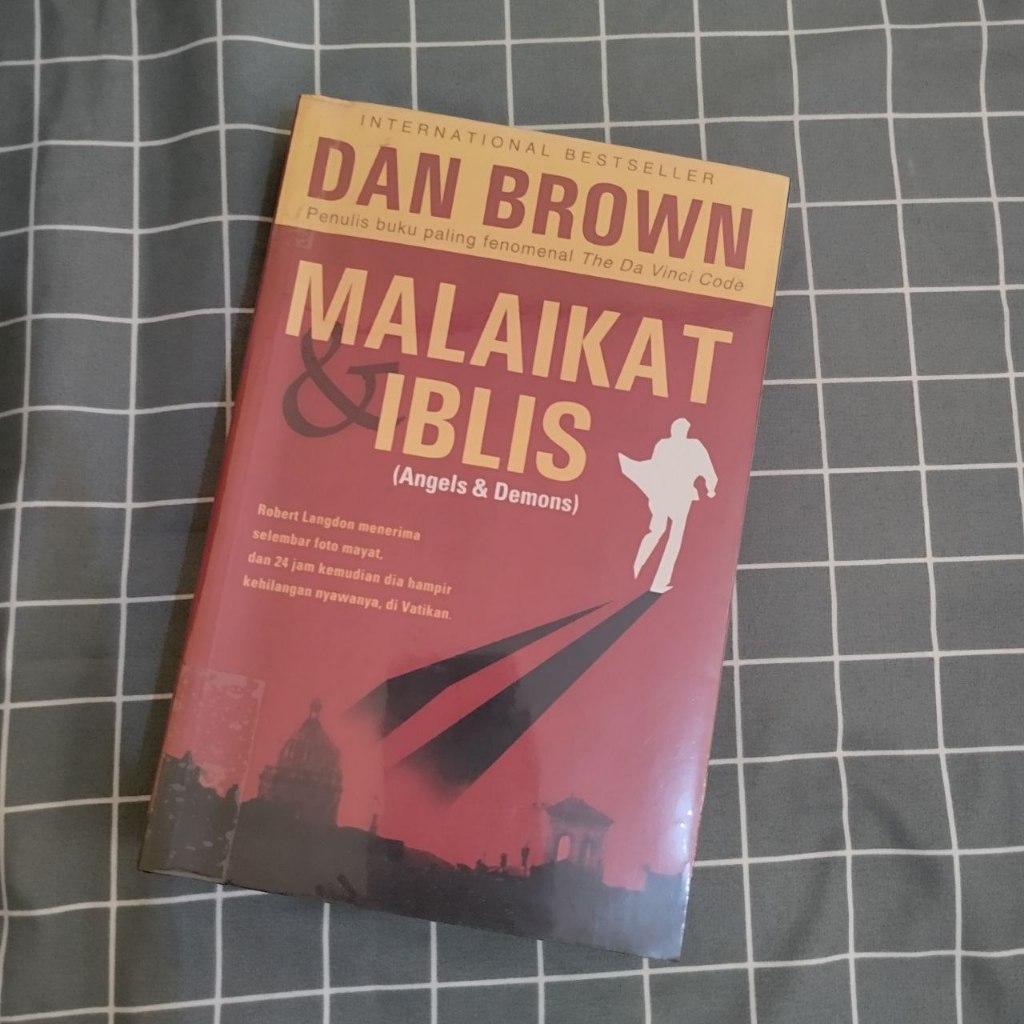 INTERNATIONAL BESTSELLER
DAN BROWN
Penulis buku paling fenomenal The Da Vinci Code
MALAIKAT
& IBLIS
(Angels & Demons)
Robert Langdon menerima
selembar foto mayat,
dan 24 jam kemudian dia hampir
kehilangan nyawanya, di Vatikan.